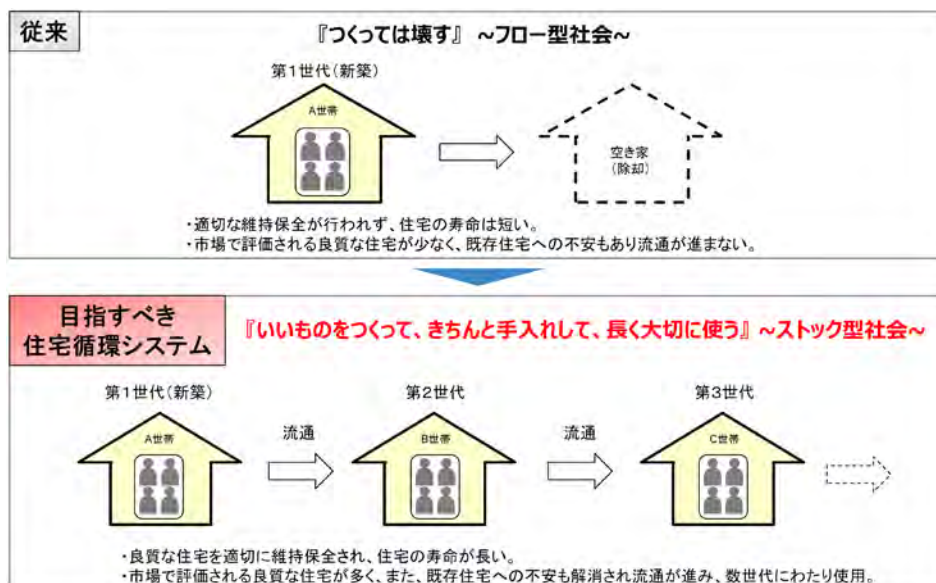 従来
『つくっては壊す』 ~フロー型社会~
第1世代(新築)
A世帯
空き家
(除却)
・適切な維持保全が行われず、住宅の寿命は短い。
・市場で評価される良質な住宅が少なく、既存住宅への不安もあり流通が進まない。
目指すべき
住宅循環システム
『いいものをつくって、きちんと手入れして、長く大切に使う』 ~ストック型社会~
第1世代(新築)
第2世代
第3世代
A世帯
流通
B世帯
流通
C世帯
・良質な住宅を適切に維持保全され、住宅の寿命が長い。
・市場で評価される良質な住宅が多く、また、既存住宅への不安も解消され流通が進み、数世代にわたり使用。